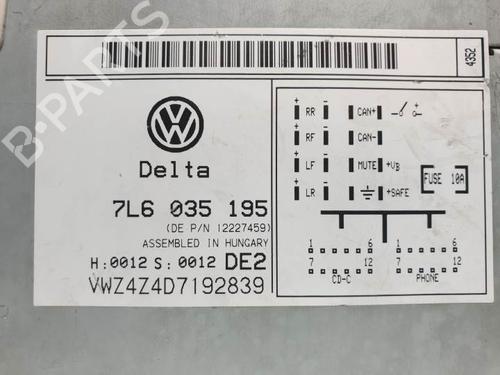 4352
B-PARTS
Delta
7L6 035 195
(DE P/N 12227459)
ASSEMBLED IN HUNGARY
H:0012 S:0012 DE2
VWZ4Z4D7192839
+ - 
RR CAN+
+ -
RF CAN-
+ -
LF MUTE +VB
+ -
LR +SAFE
FUSE 10A
1 6 1 6
7 12 7 12
CD-C PHONE